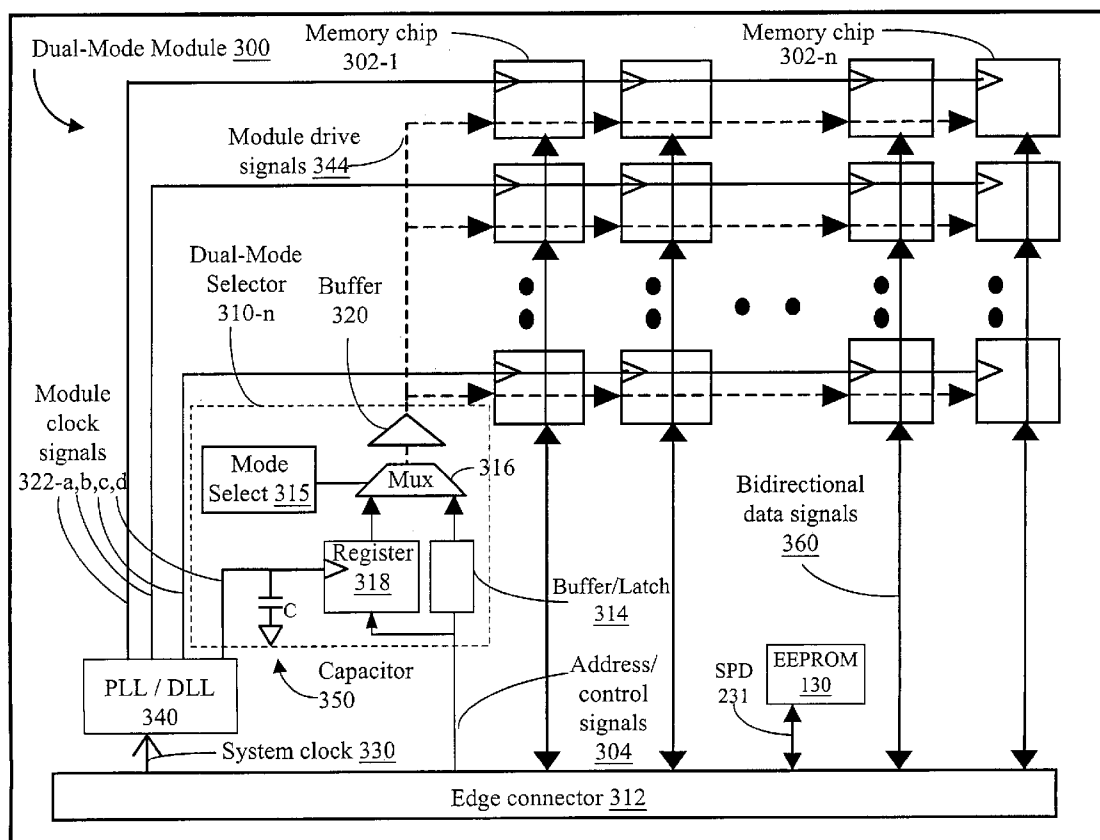 Dual-Mode Module 300
Memory chip
302-1
Memory chip
302-n
Module drive
signals 344
Dual-Mode
Selector
310-n
Buffer
320
Module
clock
signals
322-a,b,c,d
Mode
Select 315
Mux
316
Register
318
Buffer/Latch
314
C
Capacitor
350
Bidirectional
data signals
360
PLL / DLL
340
Address/
control
signals
304
SPD
231
EEPROM
130
System clock 330
Edge connector 312